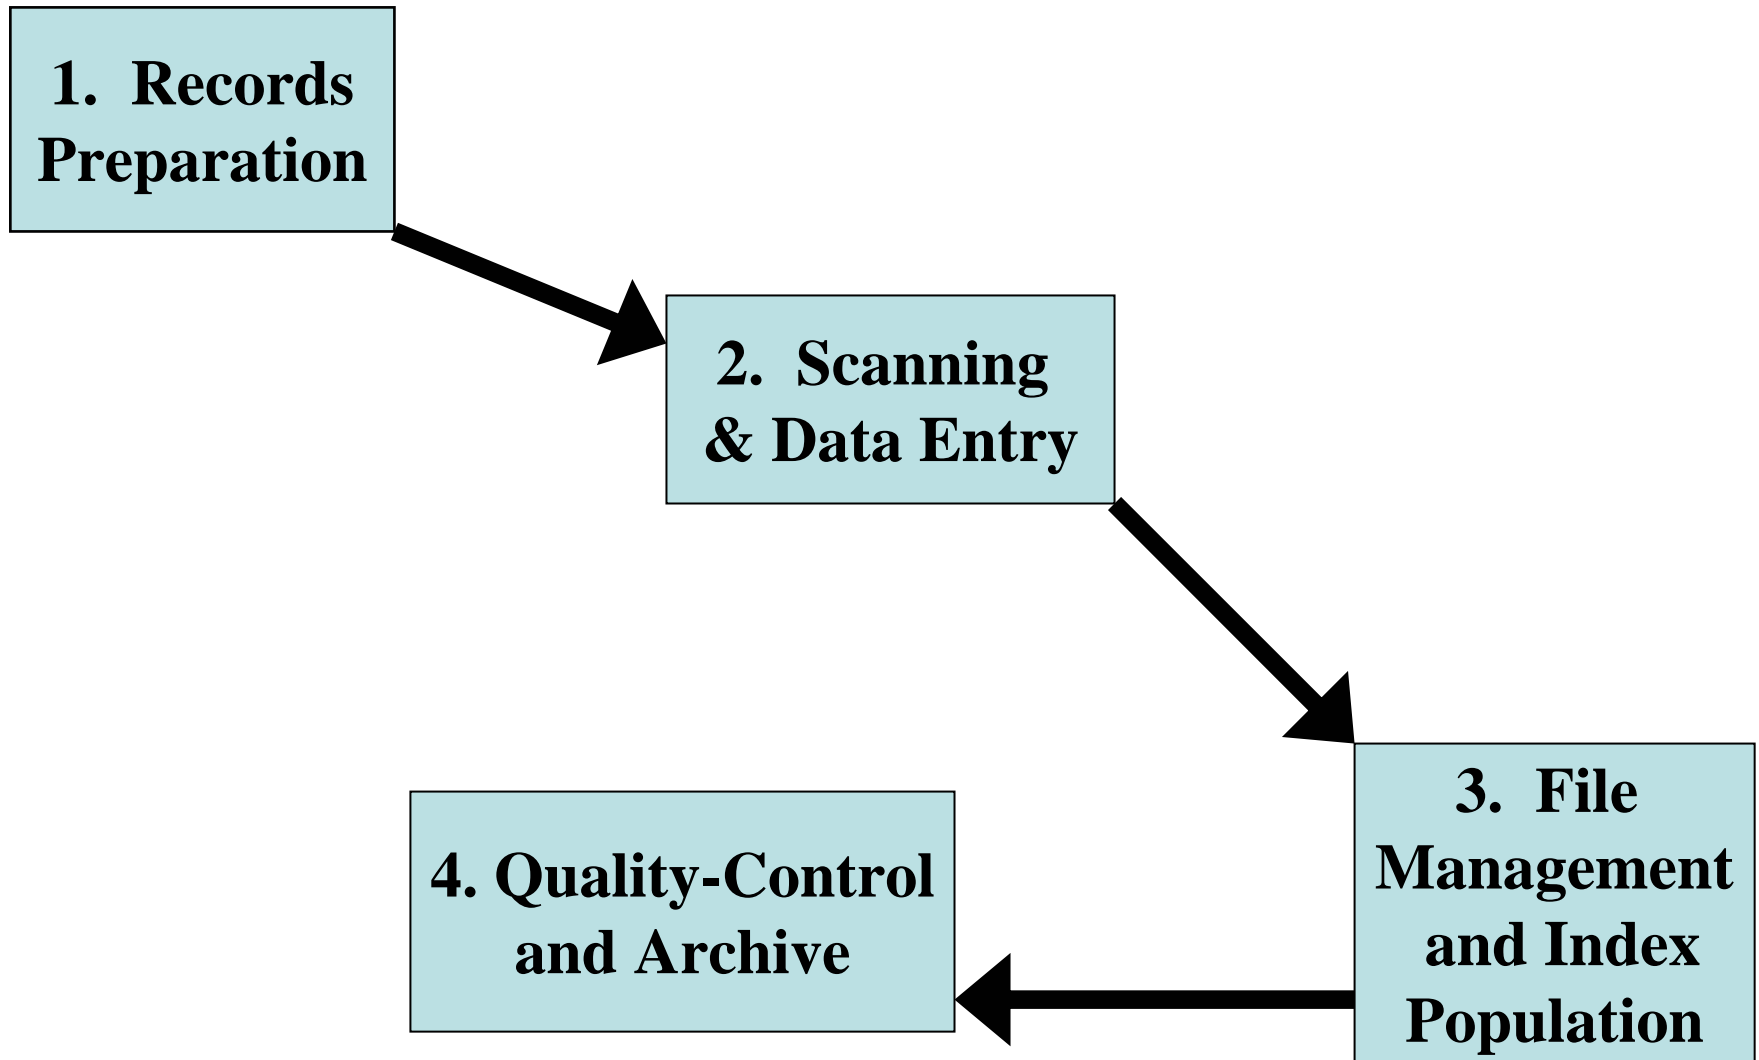 1. Records
Preparation
2. Scanning
& Data Entry
3. File
Management
and Index
Population
4. Quality-Control
and Archive